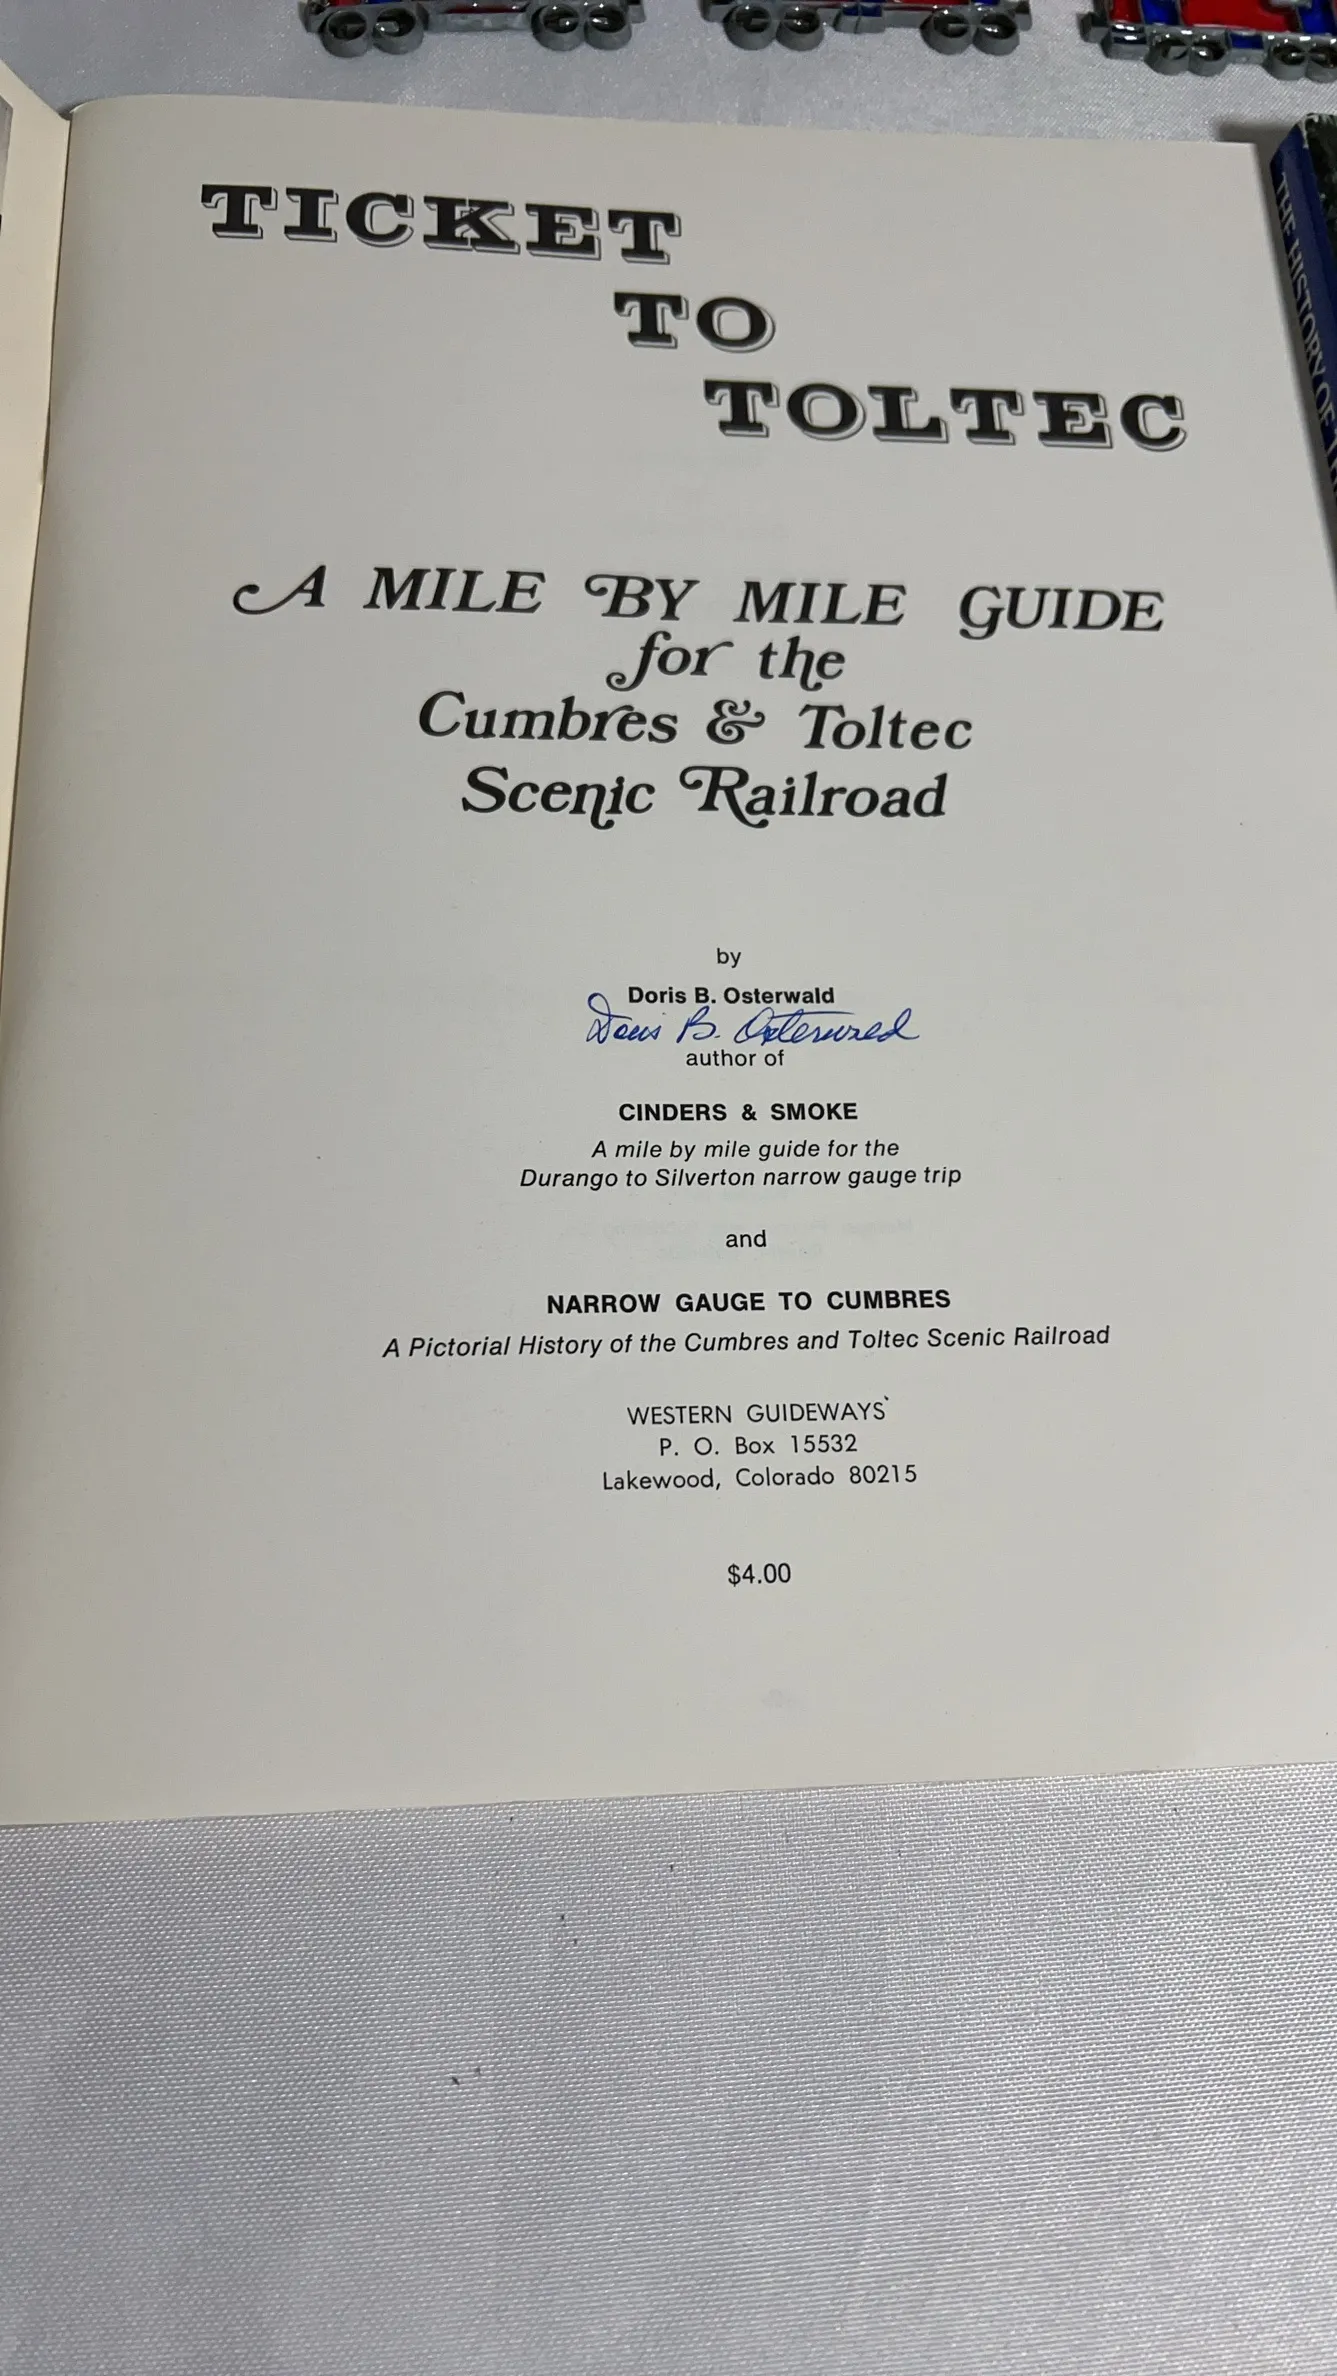 TICKET
TO
TOLTEC
A MILE BY MILE GUIDE
for the
Cumbres & Toltec
Scenic Railroad
by
Doris B. Osterwald
Doris B. Osterwald
author of
CINDERS & SMOKE
A mile by mile guide for the
Durango to Silverton narrow gauge trip
and
NARROW GAUGE TO CUMBRES
A Pictorial History of the Cumbres and Toltec Scenic Railroad
WESTERN GUIDEWAYS
P. O. Box 15532
Lakewood, Colorado 80215
$4.00
THE HISTORY OF